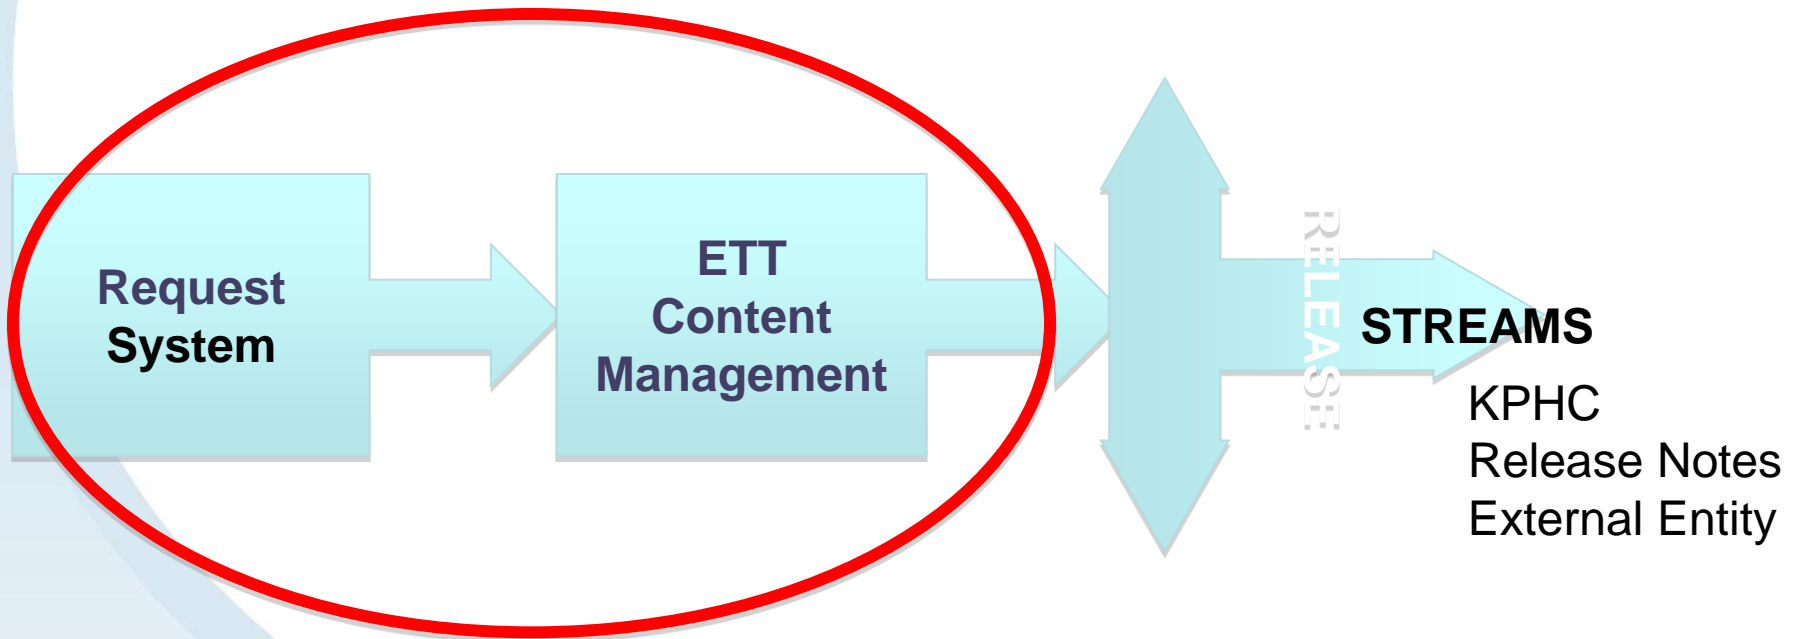 Request
System
ETT
Content
Management
RELEASE
STREAMS
KPHC
Release Notes
External Entity